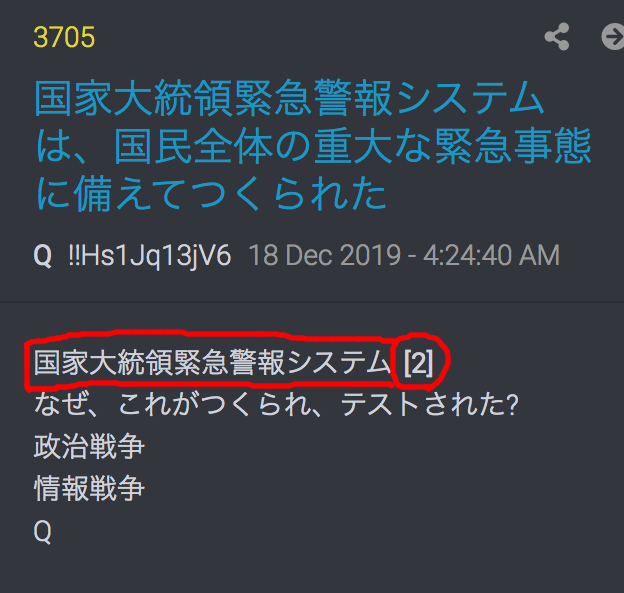 3705
国家大統領緊急警報システム
は、国民全体の重大な緊急事態
に備えてつくられた
Q !!Hs1Jq13jV6 18 Dec 2019 - 4:24:40 AM
国家大統領緊急警報システム [2]
なぜ、これがつくられ、テストされた?
政治戦争
情報戦争
Q